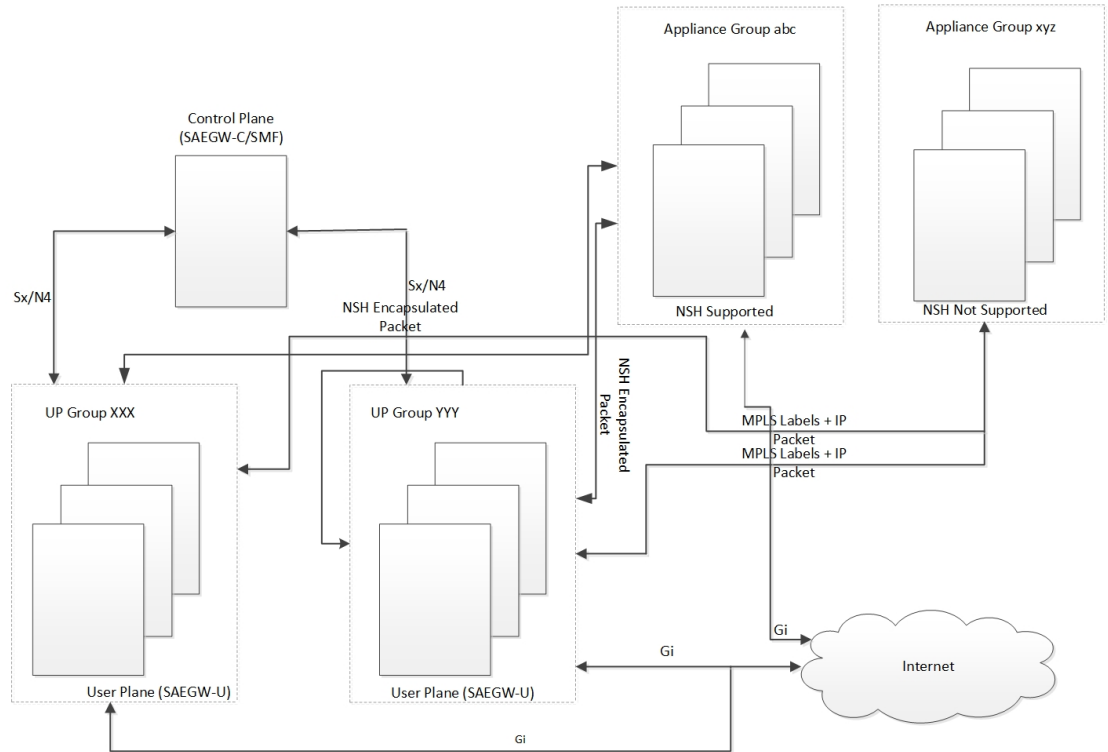 Appliance Group abc
Appliance Group xyz
Control Plane
(SAEGW-C/SMF)
Sx/N4
Sx/N4
NSH Encapsulated
Packet
NSH Supported
NSH Not Supported
UP Group XXX
UP Group YYY
NSH Encapsulated
Packet
MPLS Labels + IP
Packet
MPLS Labels + IP
Packet
Gi
Gi
Internet
User Plane (SAEGW-U)
User Plane (SAEGW-U)
Gi